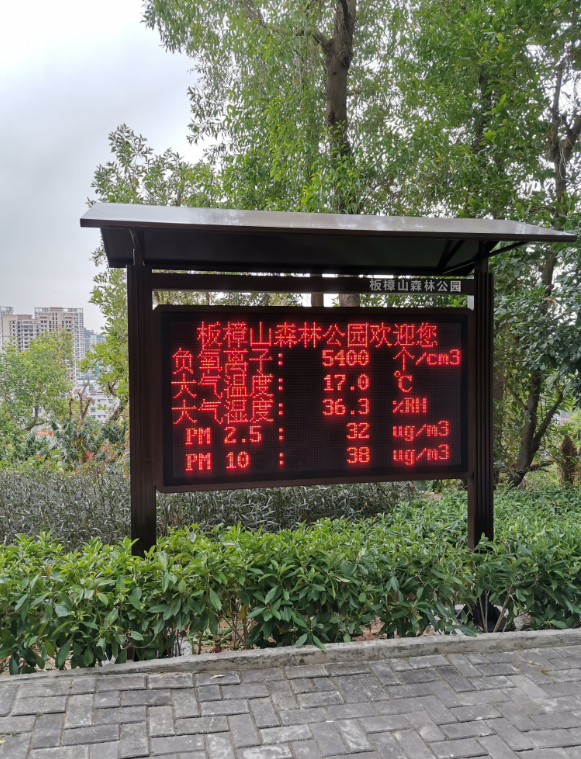 板樟山森林公园
板樟山森林公园欢迎您
负氧离子: 5400 个/cm3
大气温度: 17.0 ℃
大气湿度: 36.3 %RH
PM 2.5 : 32 ug/m3
PM 10 : 38 ug/m3